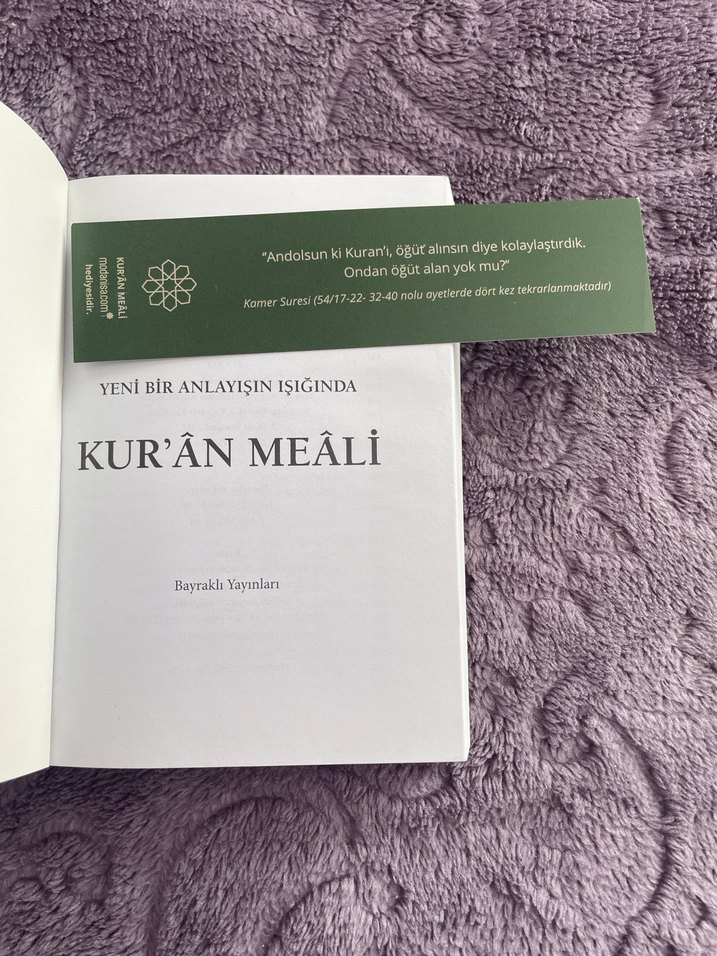 KUR'ÂN MEÂLİ
modanisa.com
hediyesidir.
"Andolsun ki Kuran'ı, öğüt alınsın diye kolaylaştırdık.
Ondan öğüt alan yok mu?"
Kamer Suresi (54/17-22- 32-40 nolu ayetlerde dört kez tekrarlanmaktadır)
YENİ BİR ANLAYIŞIN IŞIĞINDA
KUR'ÂN MEÂLİ
Bayraklı Yayınları